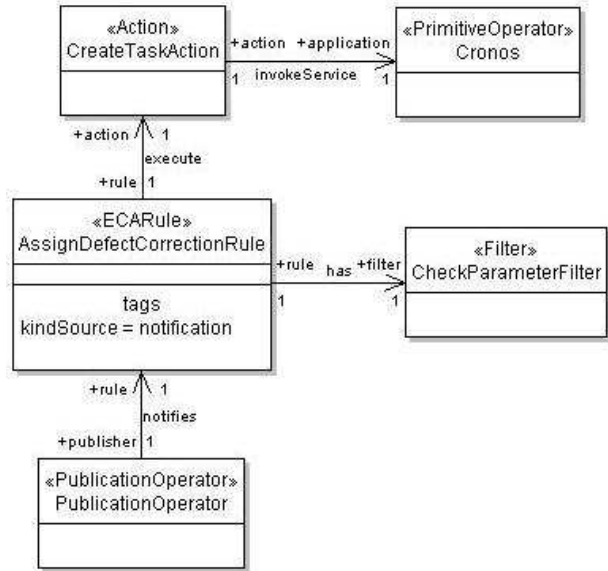 «Action»
CreateTaskAction
+action +application
1 invokeService 1
«PrimitiveOperator»
Cronos
+action 1
execute
+rule 1
«ECARule»
AssignDefectCorrectionRule
tags
kindSource = notification
+rule has +filter
1 1
«Filter»
CheckParameterFilter
+rule 1
notifies
+publisher 1
«PublicationOperator»
PublicationOperator